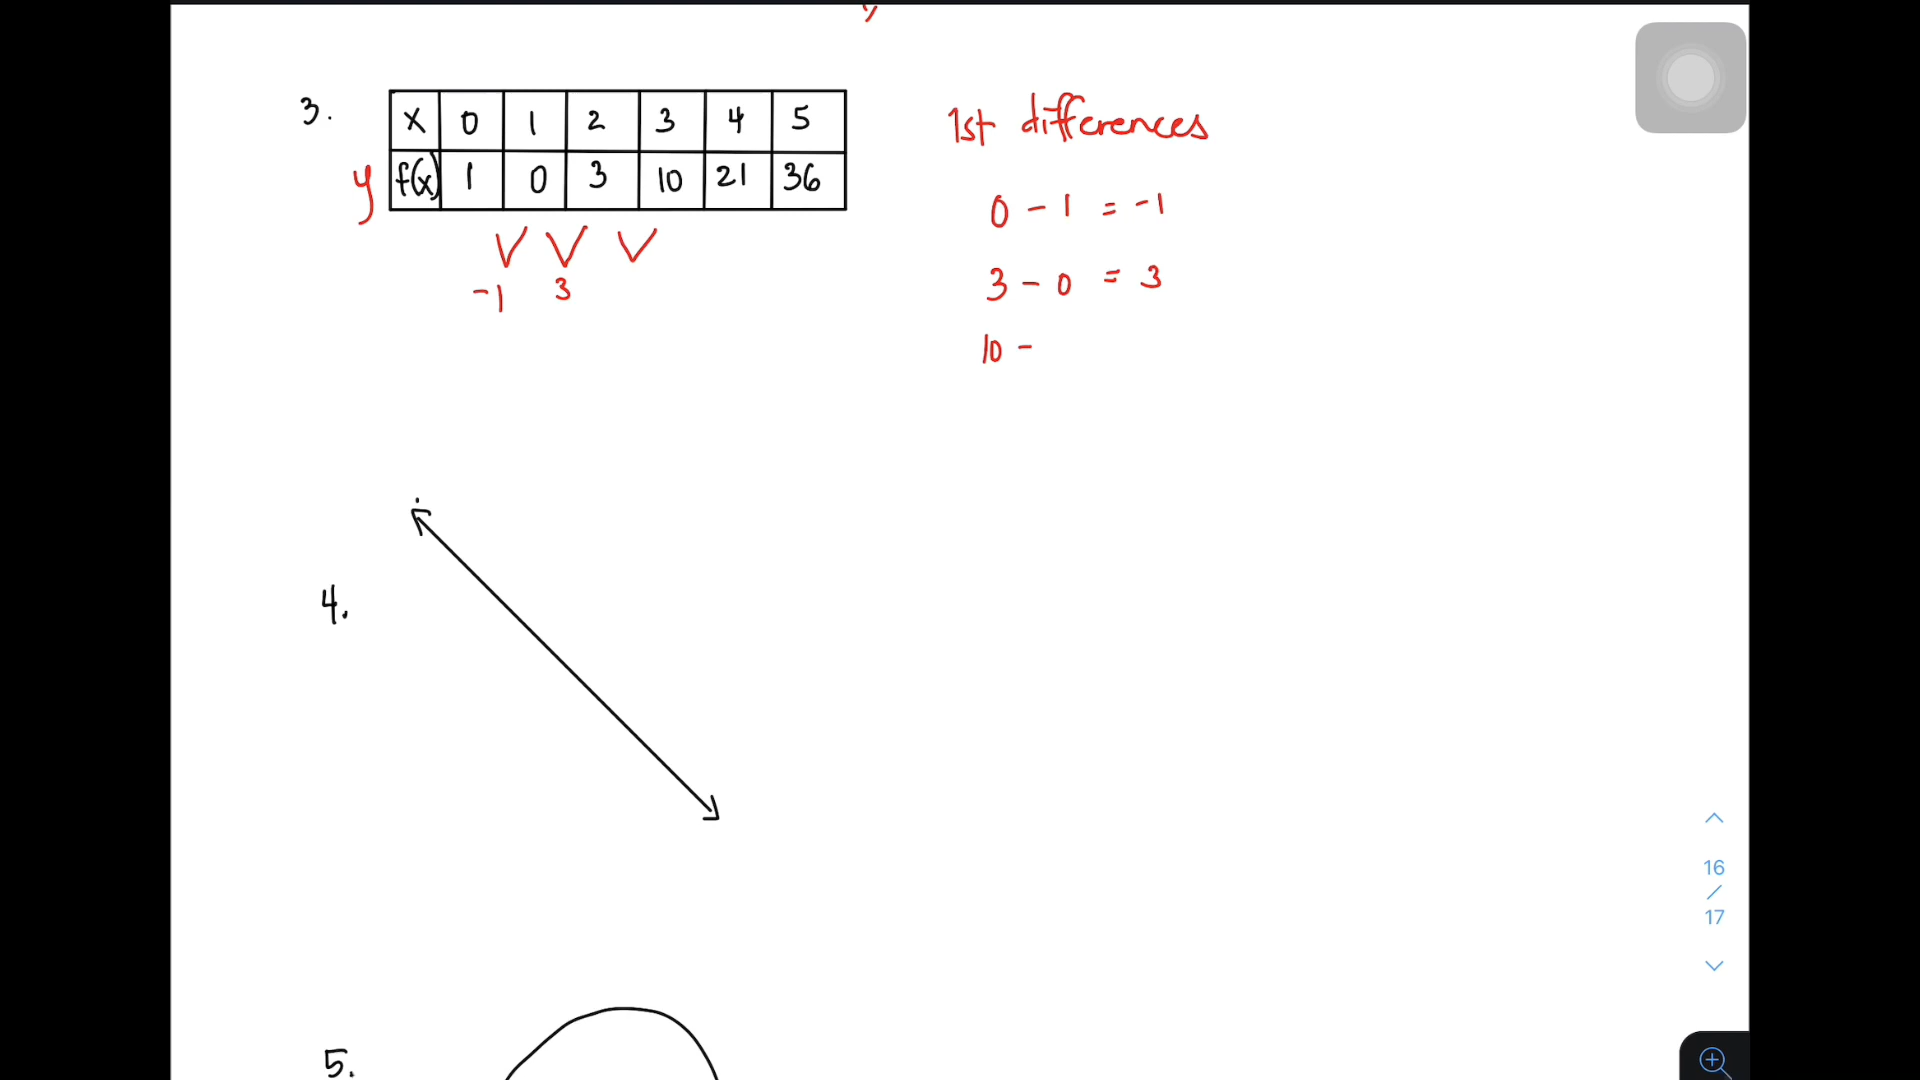 3.
x 0 1 2 3 4 5
y f(x) 1 0 3 10 21 36
-1 3
1st differences
0 - 1 = -1
3 - 0 = 3
10 -
4.
5.
16
/
17